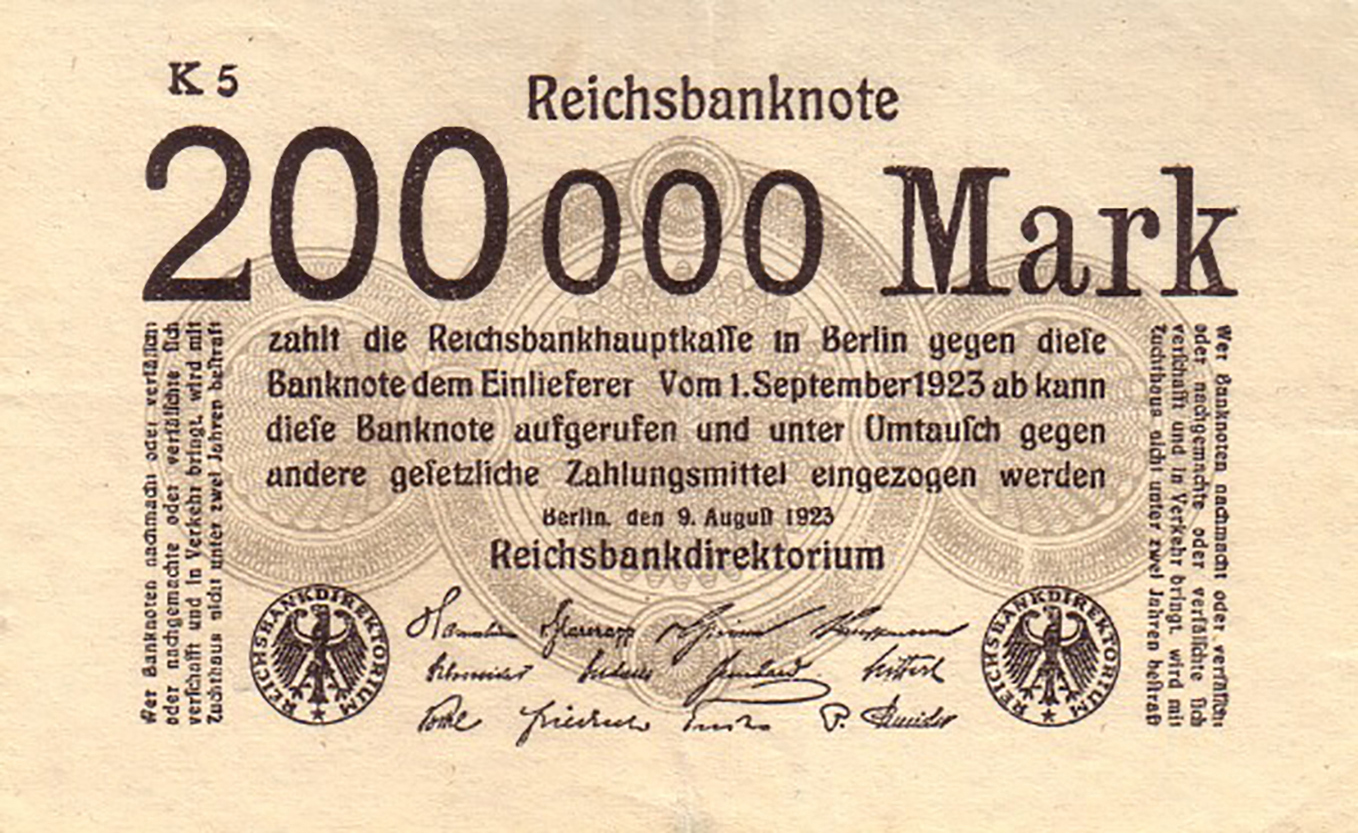 K 5
Reichsbanknote
200000 Mark
zahlt die Reichsbankhauptkaſſe in Berlin gegen dieſe
Banknote dem Einlieferer Vom 1. September 1923 ab kann
dieſe Banknote aufgerufen und unter Umtauſch gegen
andere geſetzliche Zahlungsmittel eingezogen werden
Berlin, den 9. Auguſt 1923
Reichsbankdirektorium
Wer Banknoten nachmacht oder verfälſcht
oder nachgemachte oder verfälſchte ſich
verſchafft und in Verkehr bringt, wird mit
Zuchthaus nicht unter zwei Jahren beſtraft
Wer Banknoten nachmacht oder verfälſcht
oder nachgemachte oder verfälſchte ſich
verſchafft und in Verkehr bringt, wird mit
Zuchthaus nicht unter zwei Jahren beſtraft
REICHSBANKDIREKTORIUM
REICHSBANKDIREKTORIUM